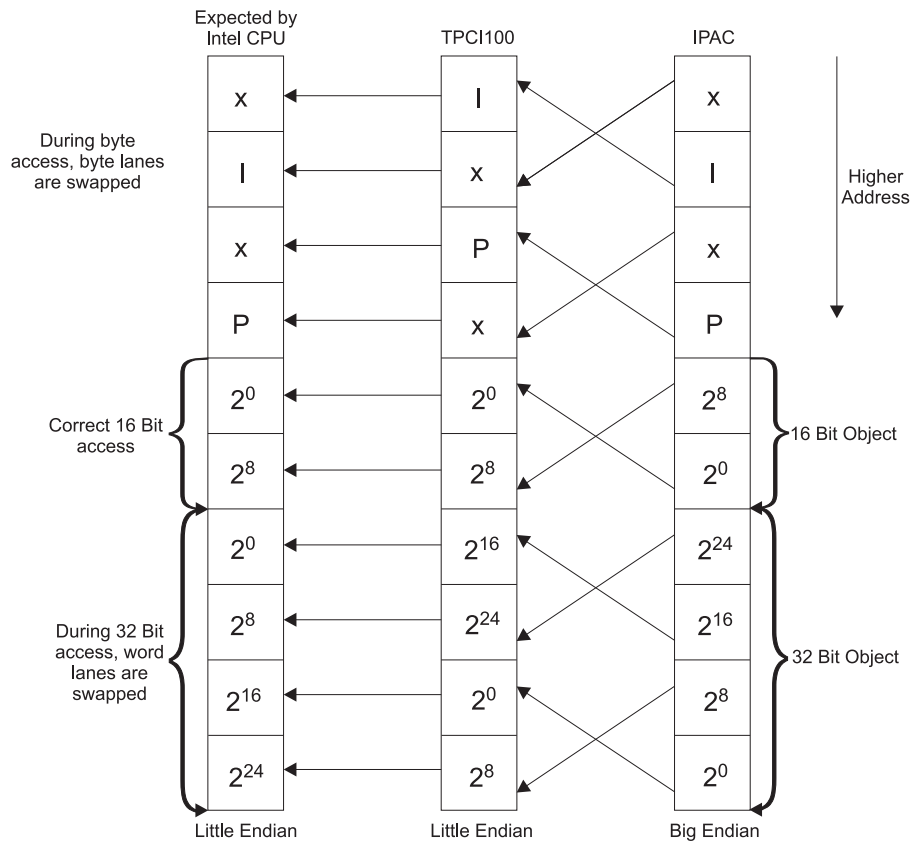 Expected by
Intel CPU
TPCI100
IPAC
x
I
x
During byte
access, byte lanes
are swapped
I
x
I
Higher
Address
x
P
x
P
x
P
2⁰
2⁰
2⁸
Correct 16 Bit
access
16 Bit Object
2⁸
2⁸
2⁰
2⁰
2¹⁶
2²⁴
2⁸
2²⁴
2¹⁶
During 32 Bit
access, word
lanes are
swapped
32 Bit Object
2¹⁶
2⁰
2⁸
2²⁴
2⁸
2⁰
Little Endian
Little Endian
Big Endian